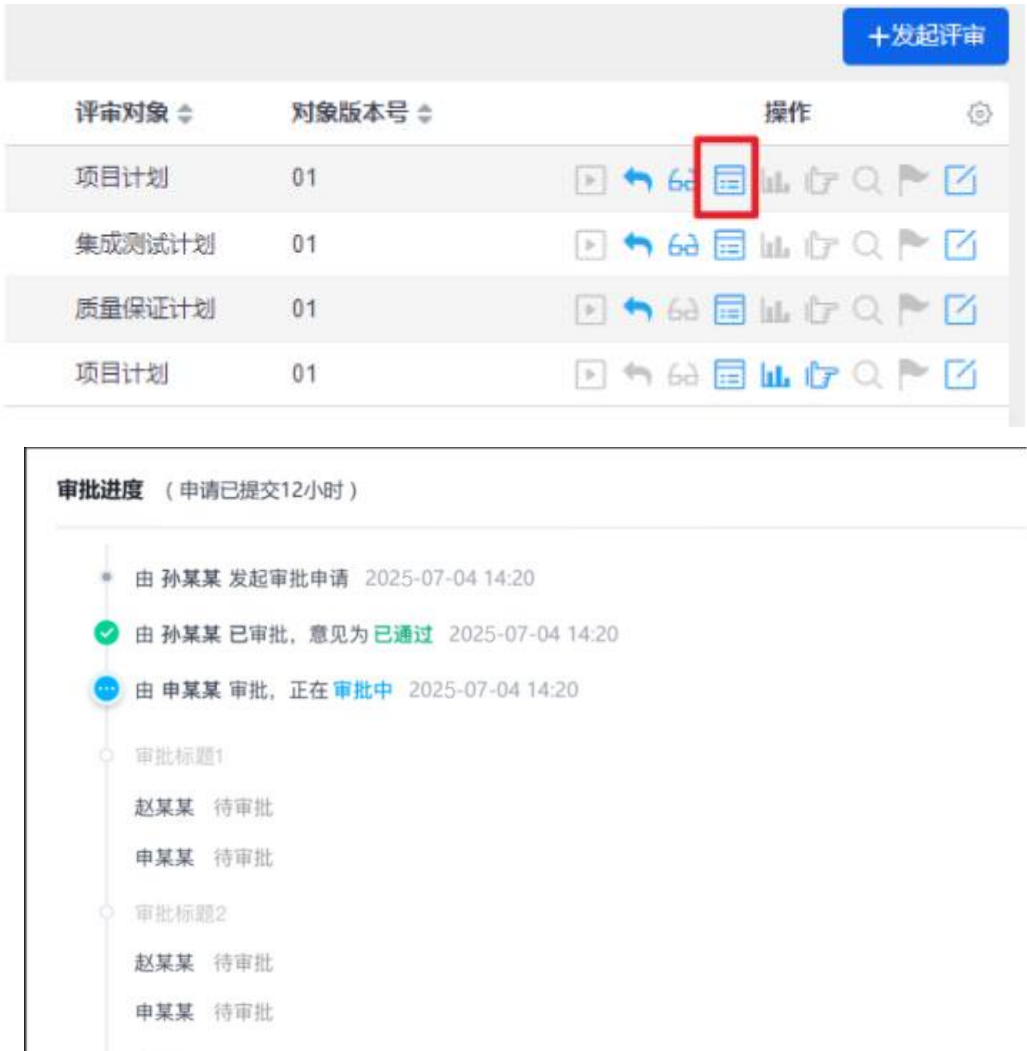 +发起评审
评审对象 对象版本号 操作
项目计划 01
集成测试计划 01
质量保证计划 01
项目计划 01
审批进度 （申请已提交12小时）
由 孙某某 发起审批申请 2025-07-04 14:20
由 孙某某 已审批，意见为 已通过 2025-07-04 14:20
由 申某某 审批，正在 审批中 2025-07-04 14:20
审批标题1
赵某某 待审批
申某某 待审批
审批标题2
赵某某 待审批
申某某 待审批